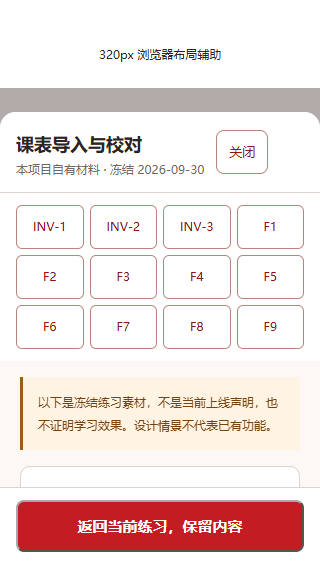 320px 浏览器布局辅助
课表导入与校对
关闭
本项目自有材料 · 冻结 2026-09-30
INV-1 INV-2 INV-3 F1
F2 F3 F4 F5
F6 F7 F8 F9
以下是冻结练习素材，不是当前上线声明，也
不证明学习效果。设计情景不代表已有功能。
返回当前练习，保留内容